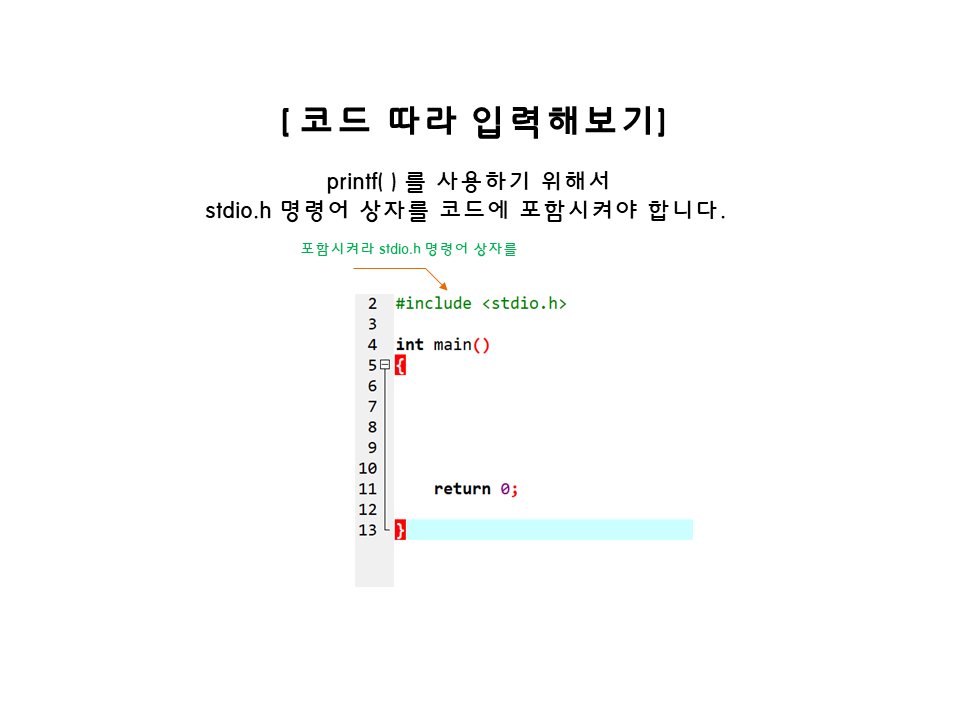 [ 코드 따라 입력해보기]
printf( ) 를 사용하기 위해서
stdio.h 명령어 상자를 코드에 포함시켜야 합니다.
포함시켜라 stdio.h 명령어 상자를
2 #include <stdio.h>
3
4 int main()
5 {
6
7
8
9
10
11 return 0;
12
13 }